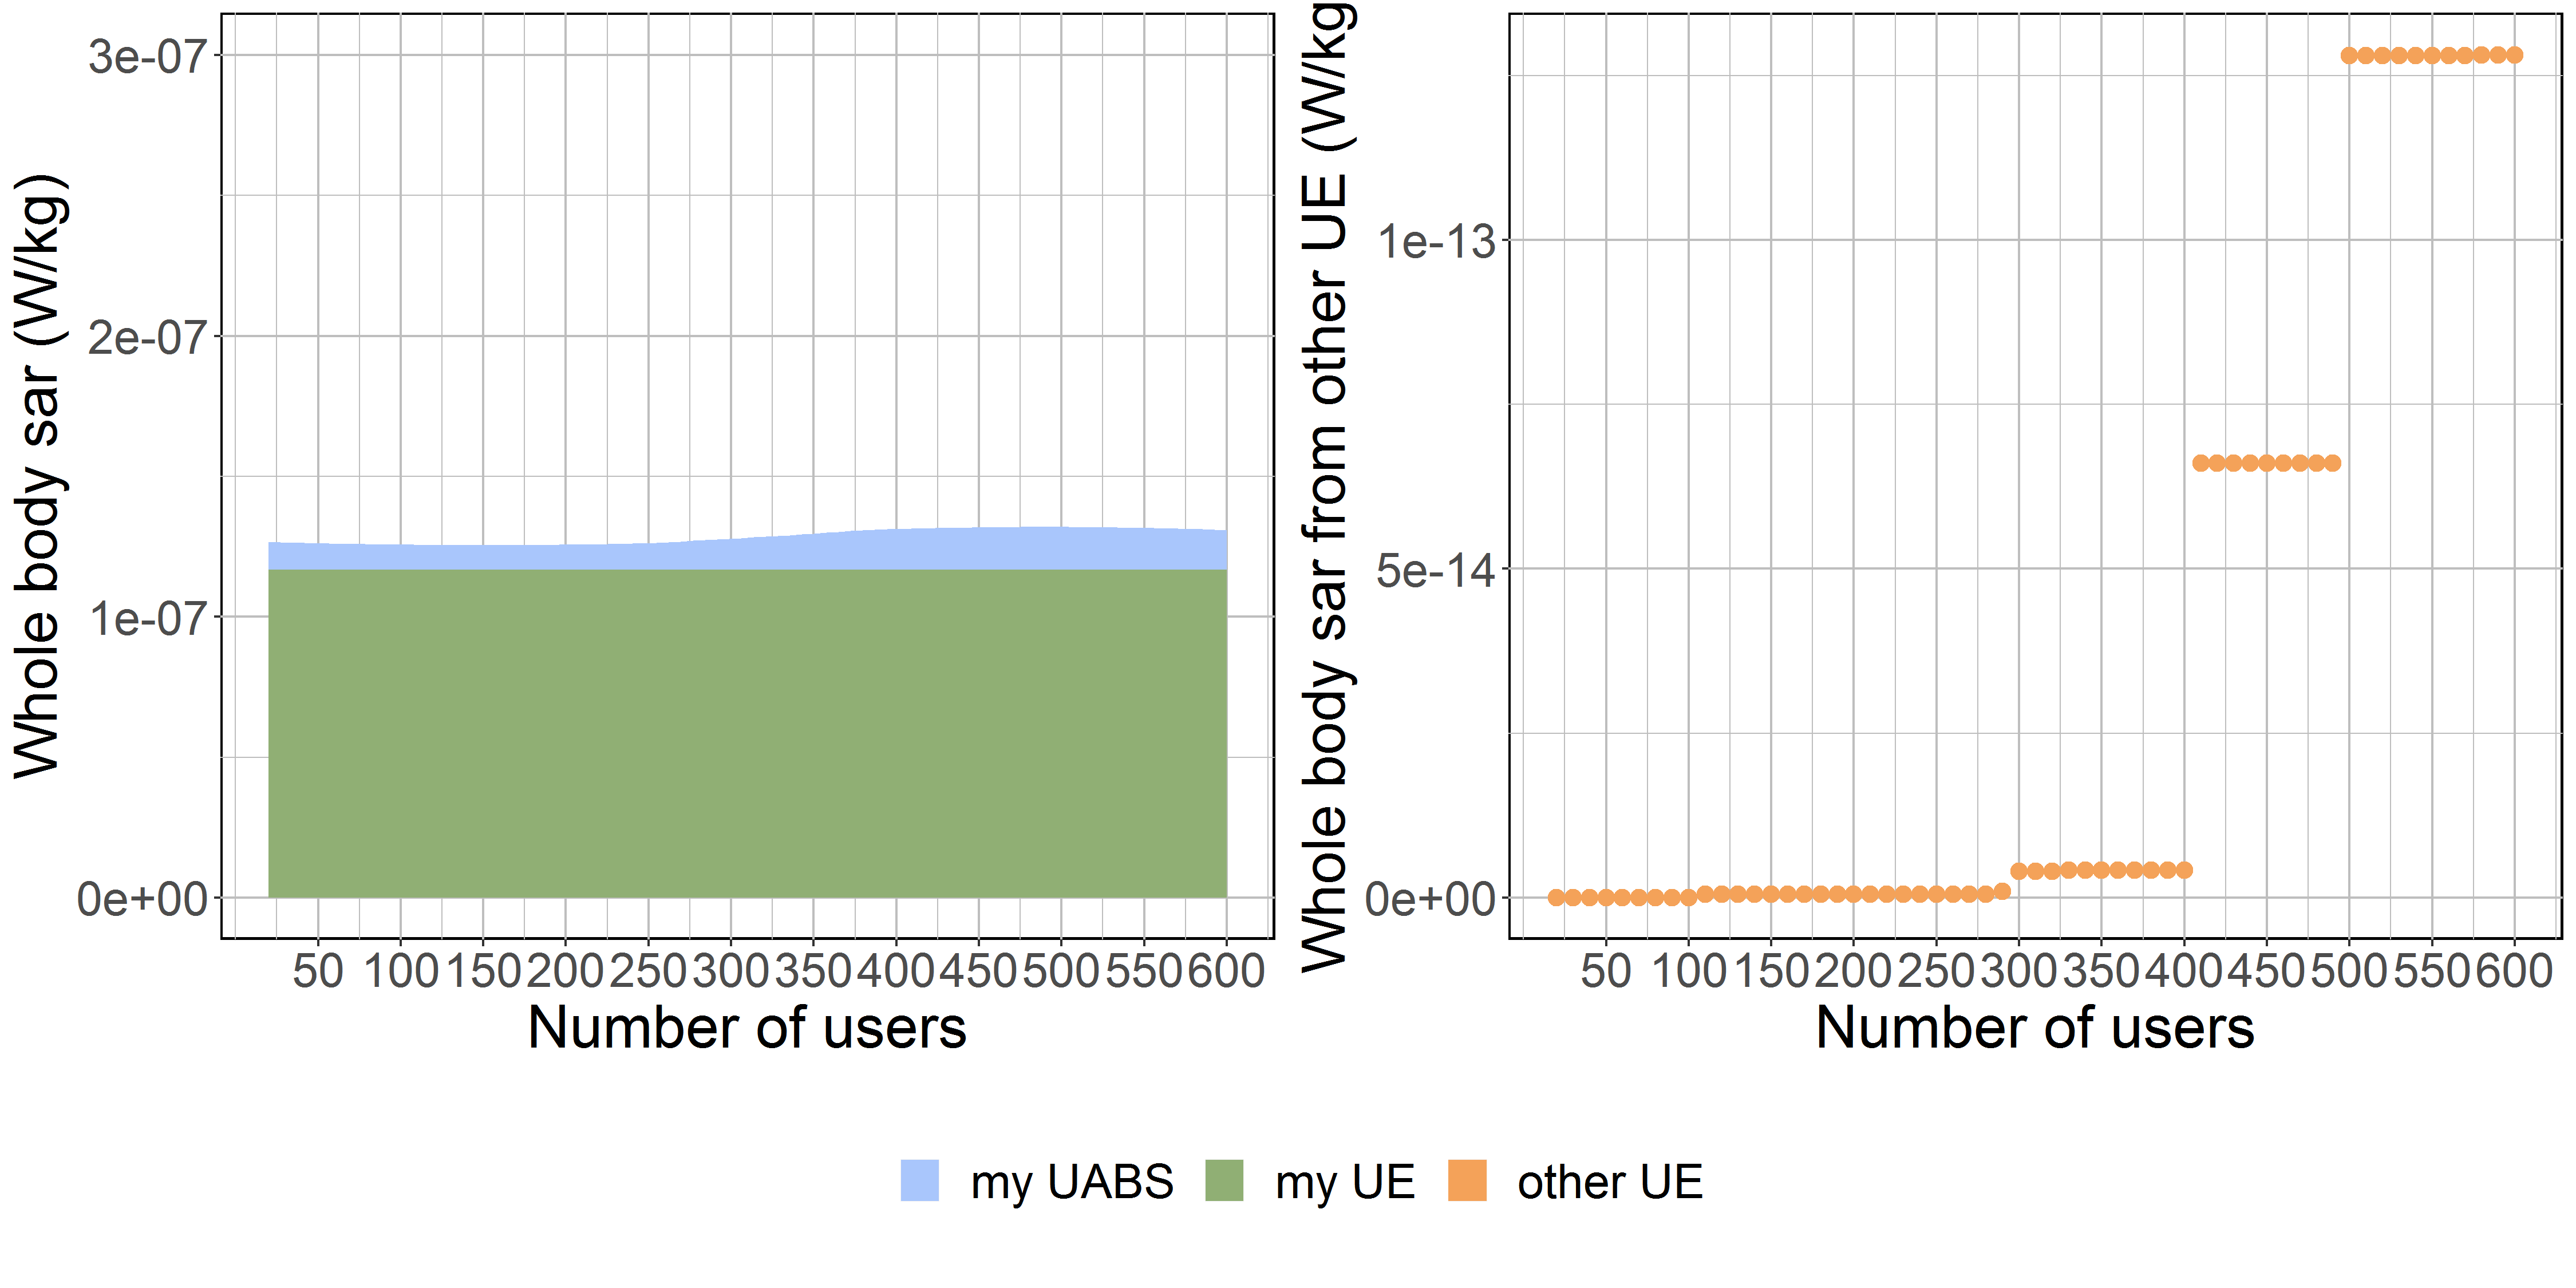 Whole body sar (W/kg)
3e-07
2e-07
1e-07
0e+00
50 100 150 200 250 300 350 400 450 500 550 600
Number of users
Whole body sar from other UE (W/kg
1e-13
5e-14
0e+00
50 100 150 200 250 300 350 400 450 500 550 600
Number of users
my UABS my UE other UE